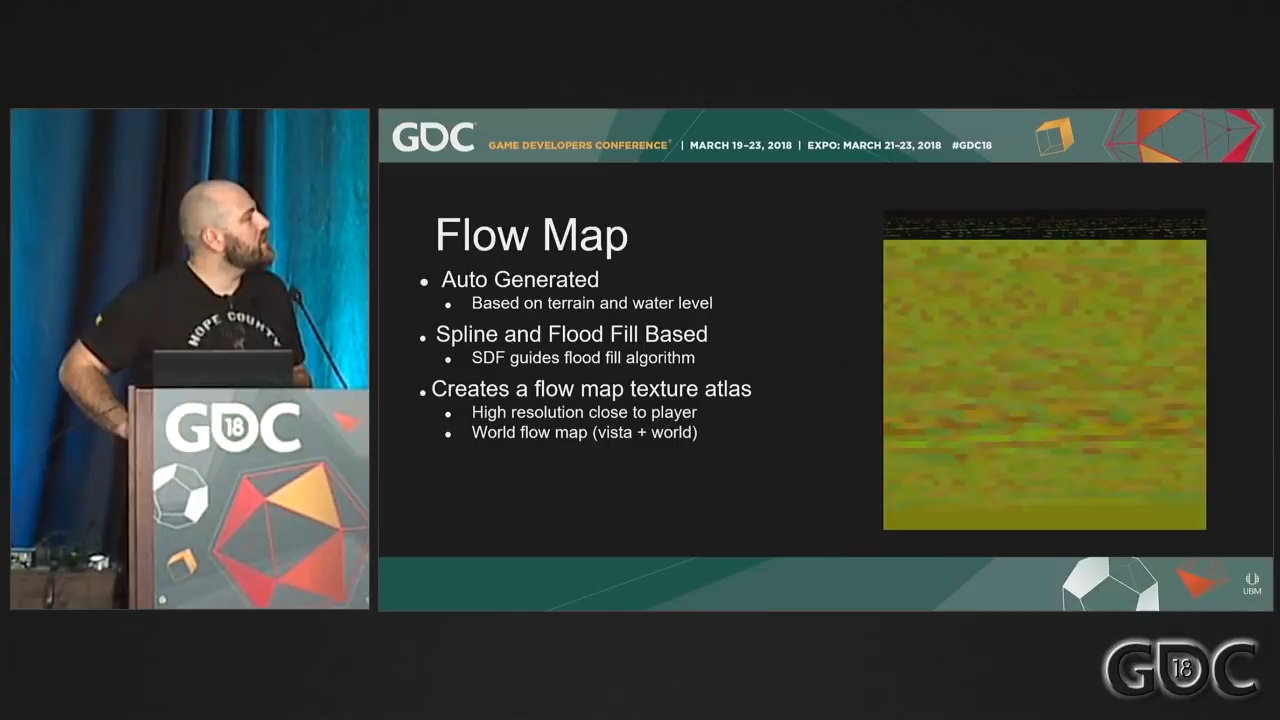 GDC
GAME DEVELOPERS CONFERENCE | MARCH 19–23, 2018 | EXPO: MARCH 21–23, 2018 #GDC18
Flow Map
• Auto Generated
• Based on terrain and water level
• Spline and Flood Fill Based
• SDF guides flood fill algorithm
• Creates a flow map texture atlas
• High resolution close to player
• World flow map (vista + world)
HOPE COUNTY
GDC
18
UBM
GDC
18